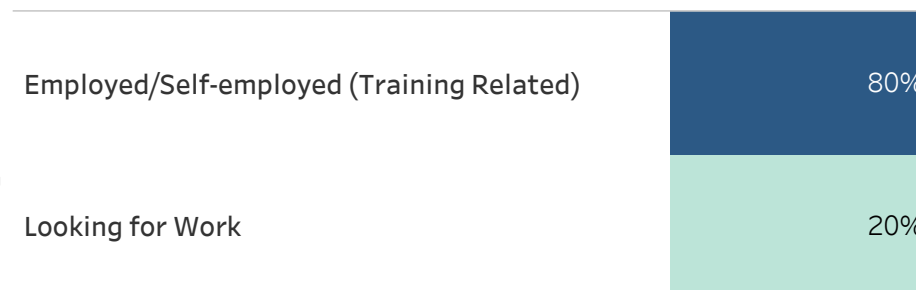 Employed/Self-employed (Training Related) 80%
Looking for Work 20%